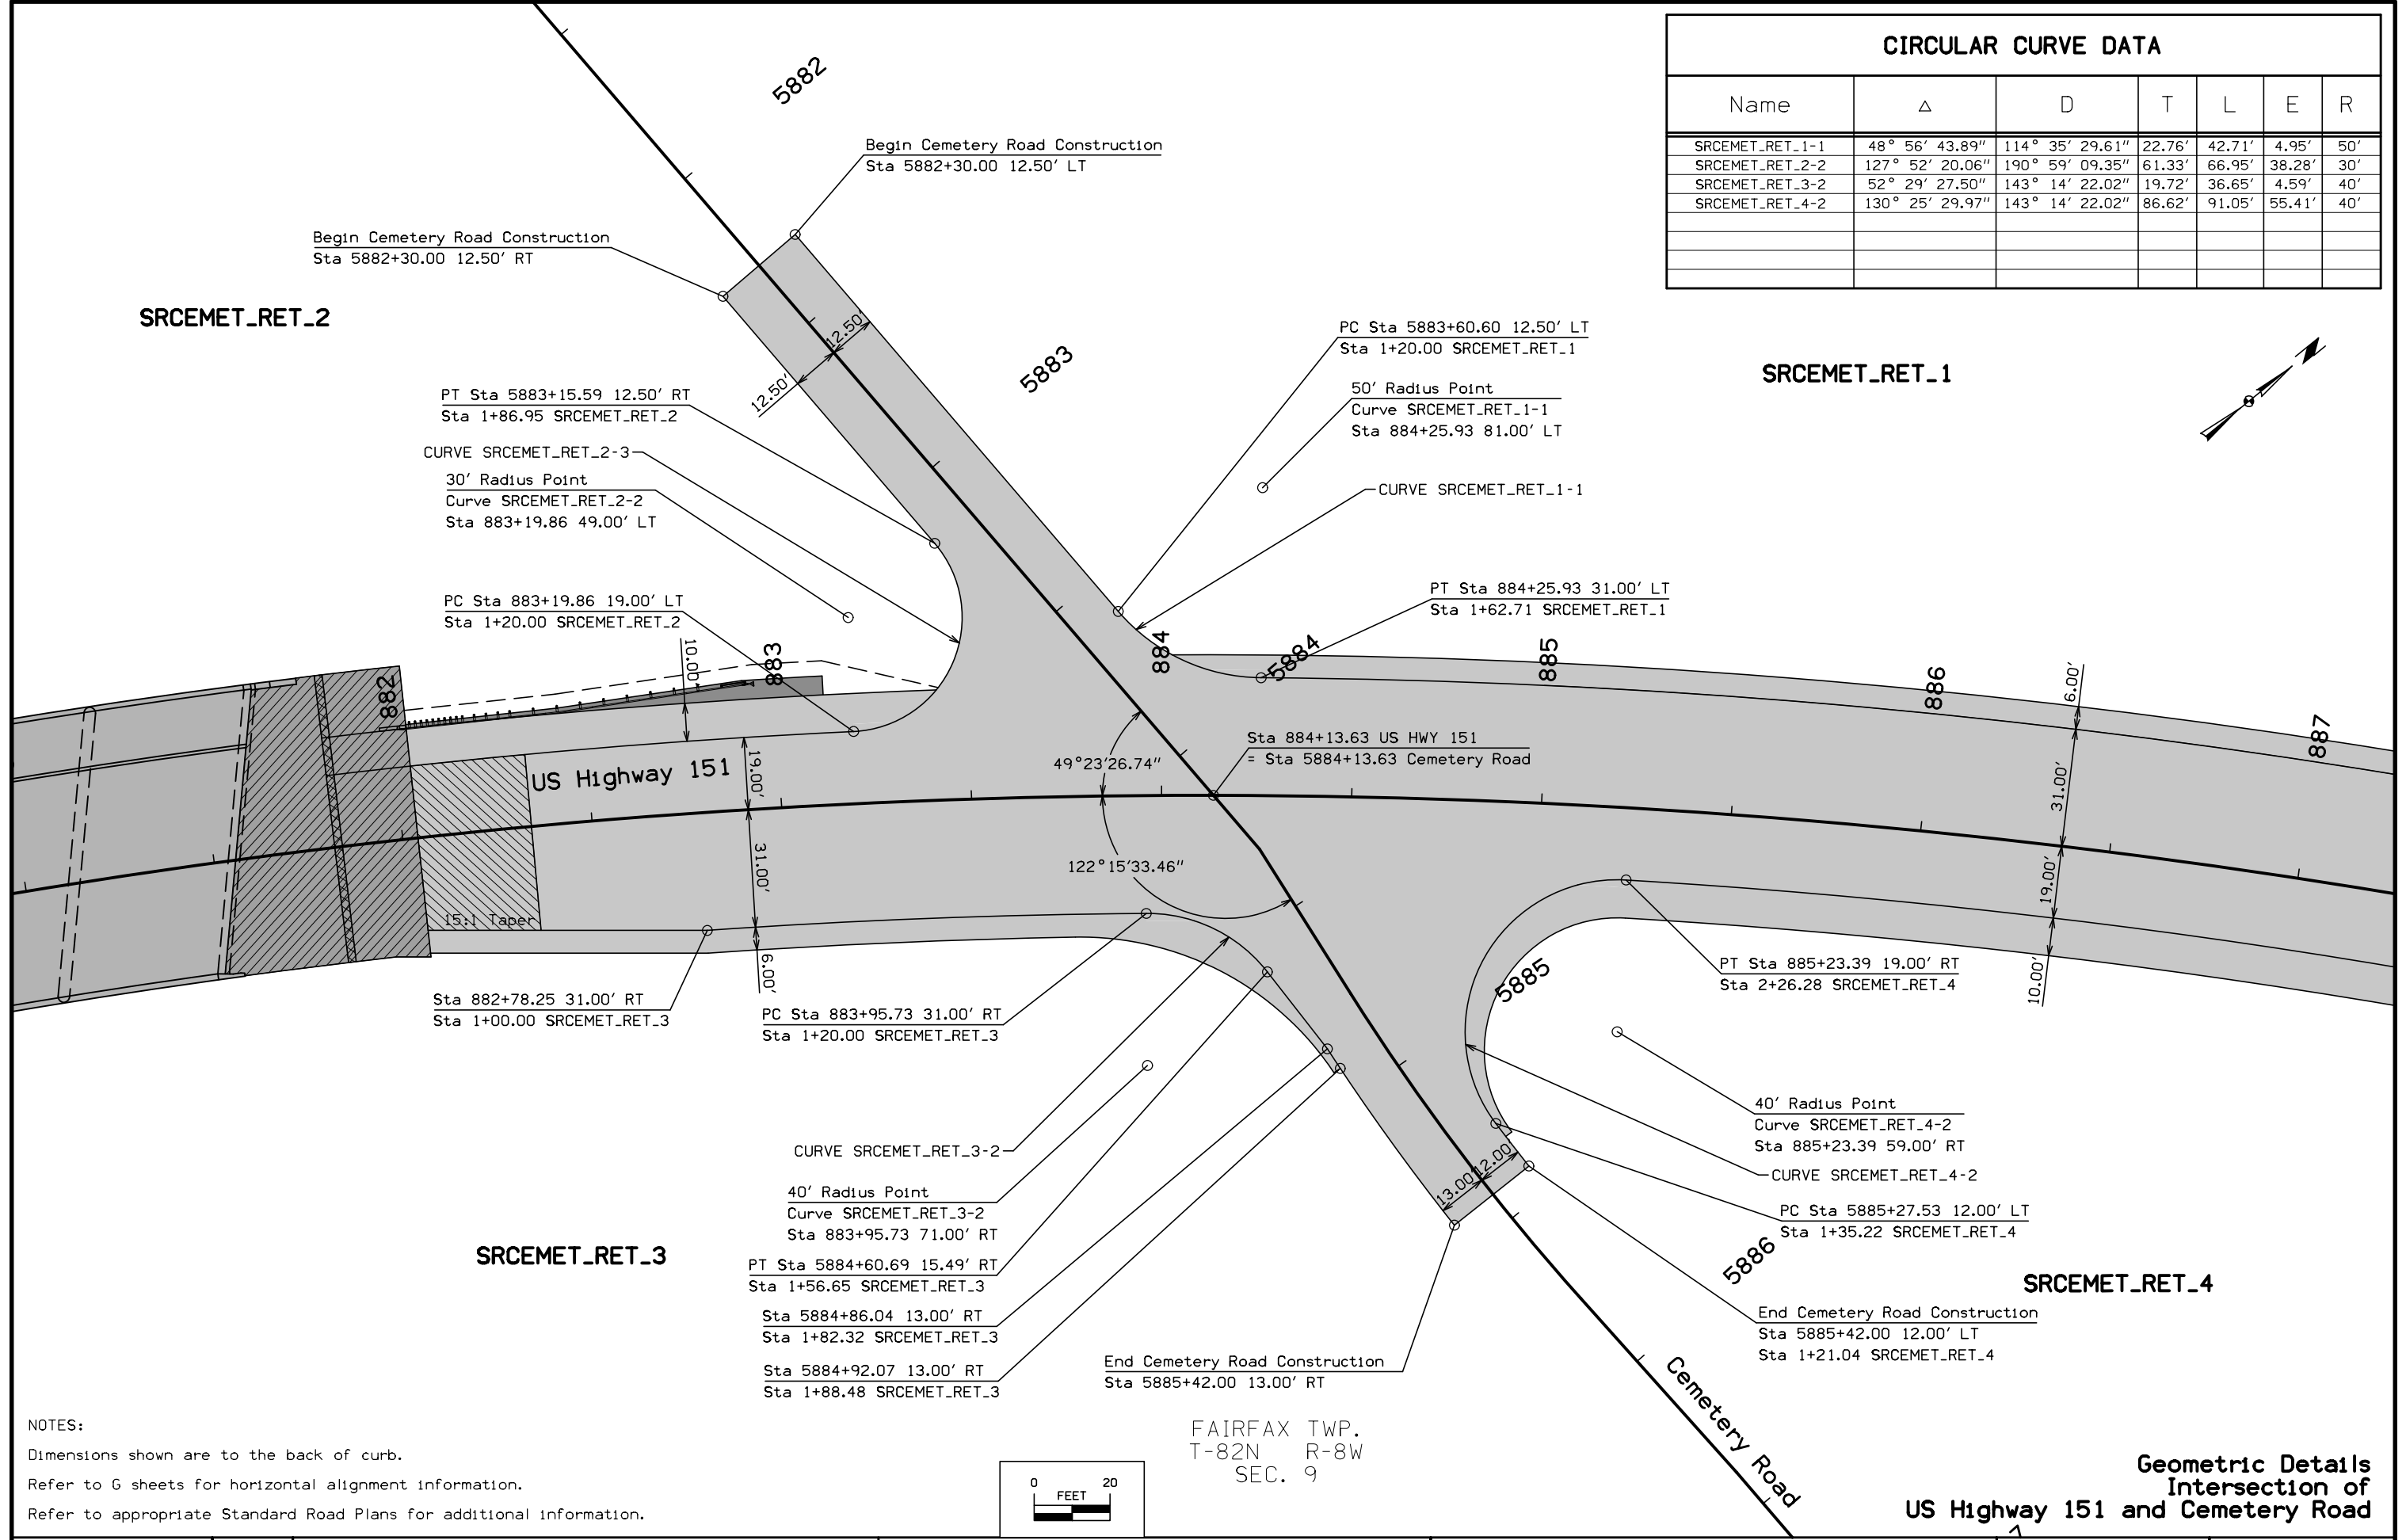 CIRCULAR CURVE DATA
Name △ D T L E R
SRCEMET_RET_1-1 48° 56′ 43.89″ 114° 35′ 29.61″ 22.76′ 42.71′ 4.95′ 50′
SRCEMET_RET_2-2 127° 52′ 20.06″ 190° 59′ 09.35″ 61.33′ 66.95′ 38.28′ 30′
SRCEMET_RET_3-2 52° 29′ 27.50″ 143° 14′ 22.02″ 19.72′ 36.65′ 4.59′ 40′
SRCEMET_RET_4-2 130° 25′ 29.97″ 143° 14′ 22.02″ 86.62′ 91.05′ 55.41′ 40′
5882
Begin Cemetery Road Construction
Sta 5882+30.00 12.50′ LT
Begin Cemetery Road Construction
Sta 5882+30.00 12.50′ RT
SRCEMET_RET_2
12.50′
12.50′
5883
PC Sta 5883+60.60 12.50′ LT
Sta 1+20.00 SRCEMET_RET_1
SRCEMET_RET_1
50′ Radius Point
Curve SRCEMET_RET_1-1
Sta 884+25.93 81.00′ LT
PT Sta 5883+15.59 12.50′ RT
Sta 1+86.95 SRCEMET_RET_2
CURVE SRCEMET_RET_2-3
30′ Radius Point
Curve SRCEMET_RET_2-2
Sta 883+19.86 49.00′ LT
CURVE SRCEMET_RET_1-1
PC Sta 883+19.86 19.00′ LT
Sta 1+20.00 SRCEMET_RET_2
PT Sta 884+25.93 31.00′ LT
Sta 1+62.71 SRCEMET_RET_1
882
10.00′
883
884
5884
885
886
887
6.00′
Sta 884+13.63 US HWY 151
= Sta 5884+13.63 Cemetery Road
49°23′26.74″
US Highway 151
19.00′
31.00′
31.00′
122°15′33.46″
19.00′
15:1 Taper
6.00′
10.00′
5885
PT Sta 885+23.39 19.00′ RT
Sta 2+26.28 SRCEMET_RET_4
Sta 882+78.25 31.00′ RT
Sta 1+00.00 SRCEMET_RET_3
PC Sta 883+95.73 31.00′ RT
Sta 1+20.00 SRCEMET_RET_3
40′ Radius Point
Curve SRCEMET_RET_4-2
Sta 885+23.39 59.00′ RT
CURVE SRCEMET_RET_4-2
CURVE SRCEMET_RET_3-2
13.00′
12.00′
40′ Radius Point
Curve SRCEMET_RET_3-2
Sta 883+95.73 71.00′ RT
PC Sta 5885+27.53 12.00′ LT
Sta 1+35.22 SRCEMET_RET_4
SRCEMET_RET_3
5886
SRCEMET_RET_4
PT Sta 5884+60.69 15.49′ RT
Sta 1+56.65 SRCEMET_RET_3
Sta 5884+86.04 13.00′ RT
Sta 1+82.32 SRCEMET_RET_3
End Cemetery Road Construction
Sta 5885+42.00 12.00′ LT
Sta 1+21.04 SRCEMET_RET_4
Sta 5884+92.07 13.00′ RT
Sta 1+88.48 SRCEMET_RET_3
End Cemetery Road Construction
Sta 5885+42.00 13.00′ RT
Cemetery Road
NOTES:
Dimensions shown are to the back of curb.
Refer to G sheets for horizontal alignment information.
Refer to appropriate Standard Road Plans for additional information.
0 20
FEET
FAIRFAX TWP.
T-82N R-8W
SEC. 9
Geometric Details
Intersection of
US Highway 151 and Cemetery Road